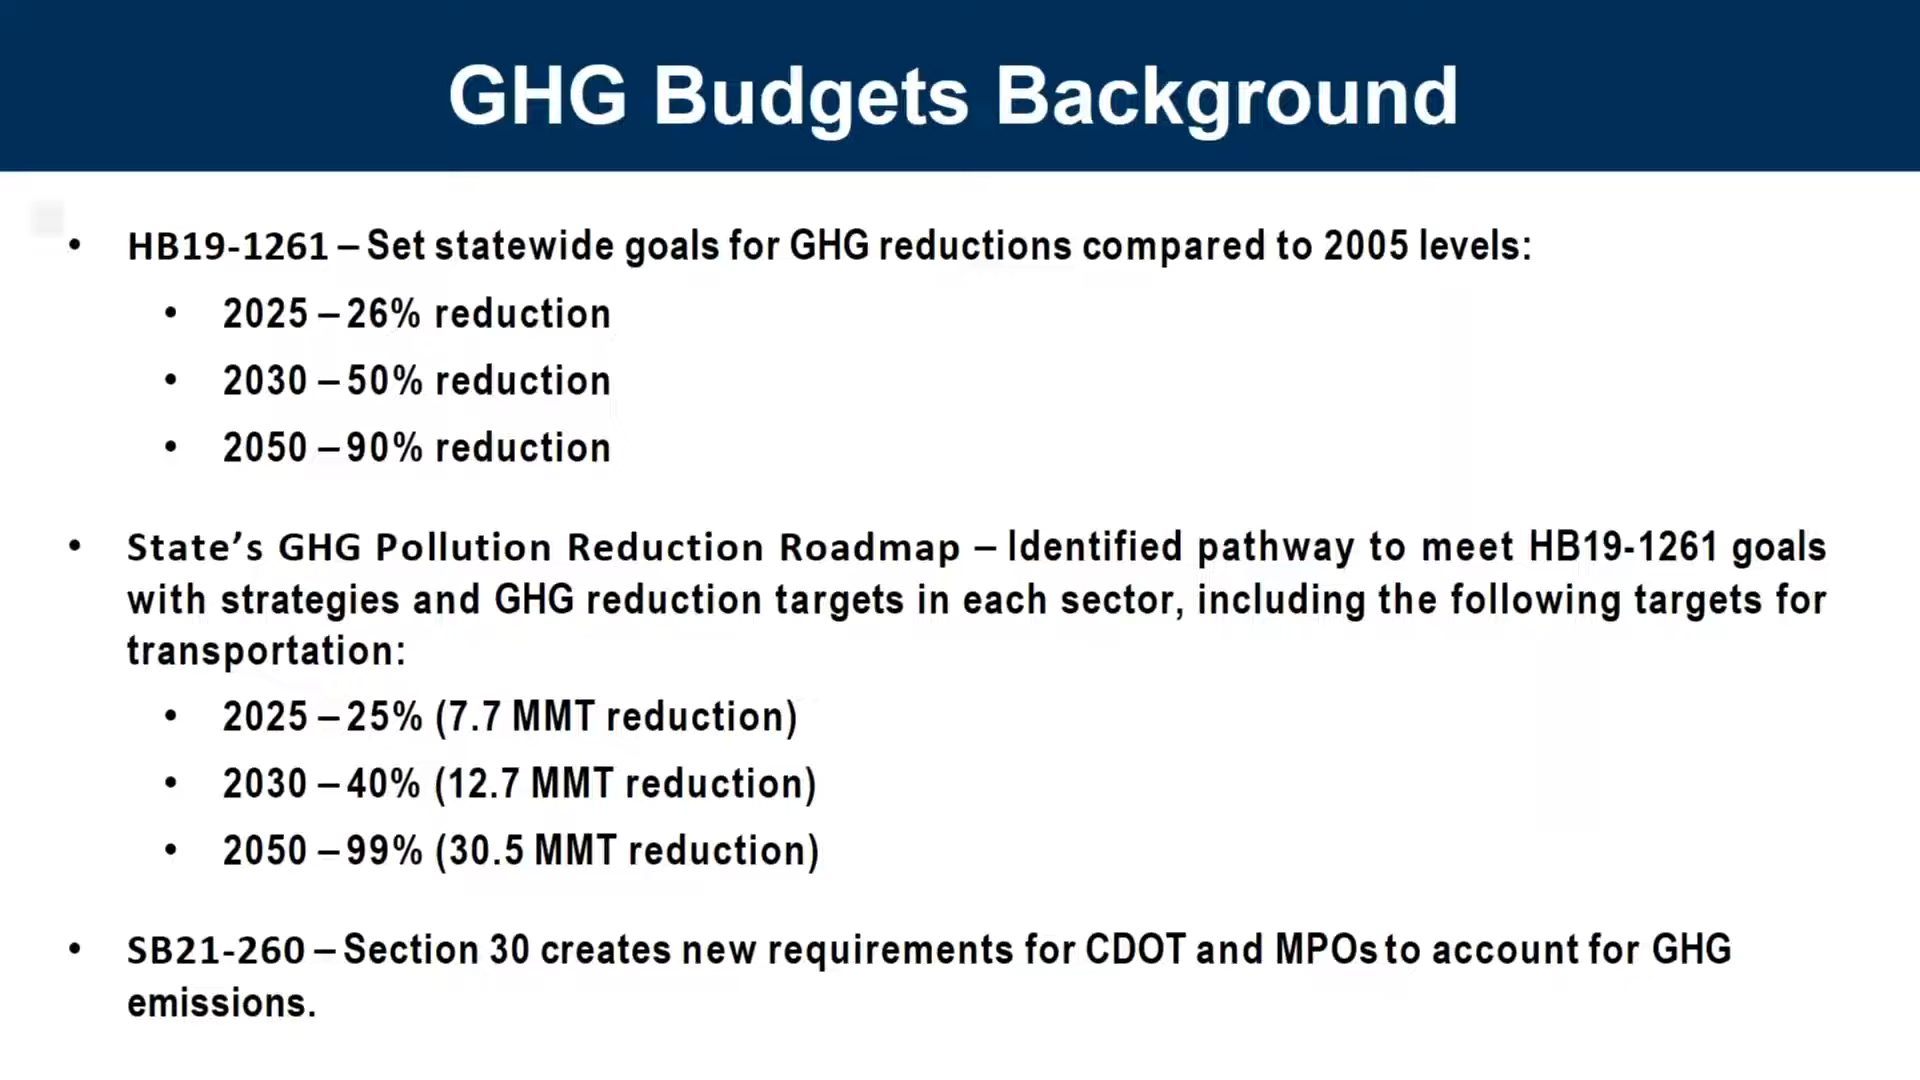 GHG Budgets Background
• HB19-1261 – Set statewide goals for GHG reductions compared to 2005 levels:
• 2025 – 26% reduction
• 2030 – 50% reduction
• 2050 – 90% reduction
• State’s GHG Pollution Reduction Roadmap – Identified pathway to meet HB19-1261 goals
with strategies and GHG reduction targets in each sector, including the following targets for
transportation:
• 2025 – 25% (7.7 MMT reduction)
• 2030 – 40% (12.7 MMT reduction)
• 2050 – 99% (30.5 MMT reduction)
• SB21-260 – Section 30 creates new requirements for CDOT and MPOs to account for GHG
emissions.